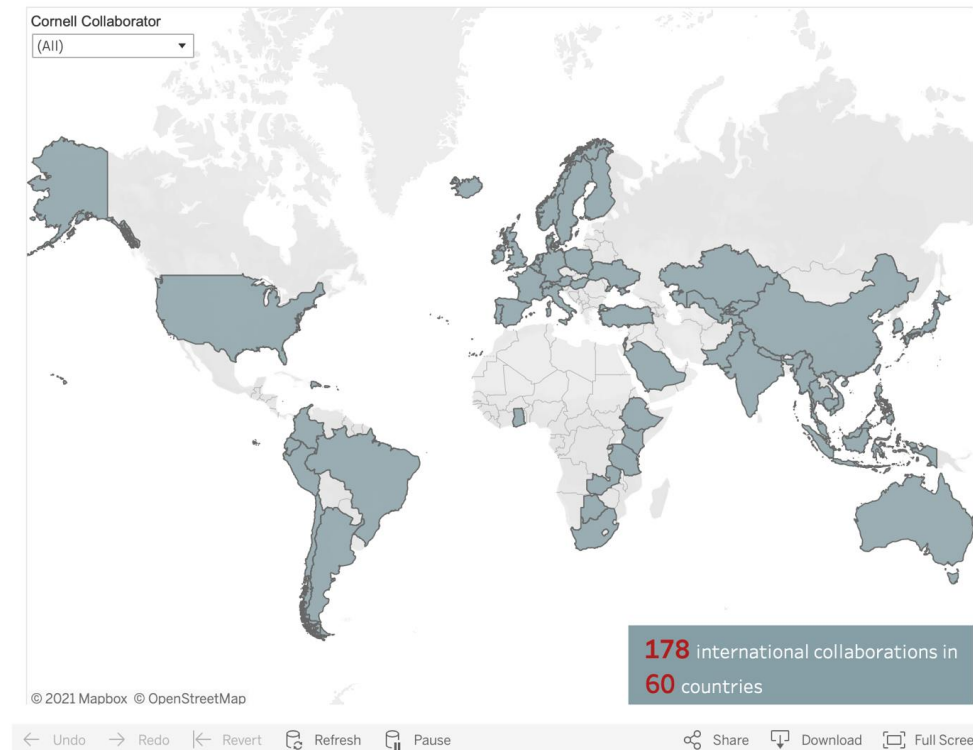 Cornell Collaborator
(All)
178 international collaborations in
60 countries
© 2021 Mapbox © OpenStreetMap
Undo Redo Revert Refresh Pause Share Download Full Scree